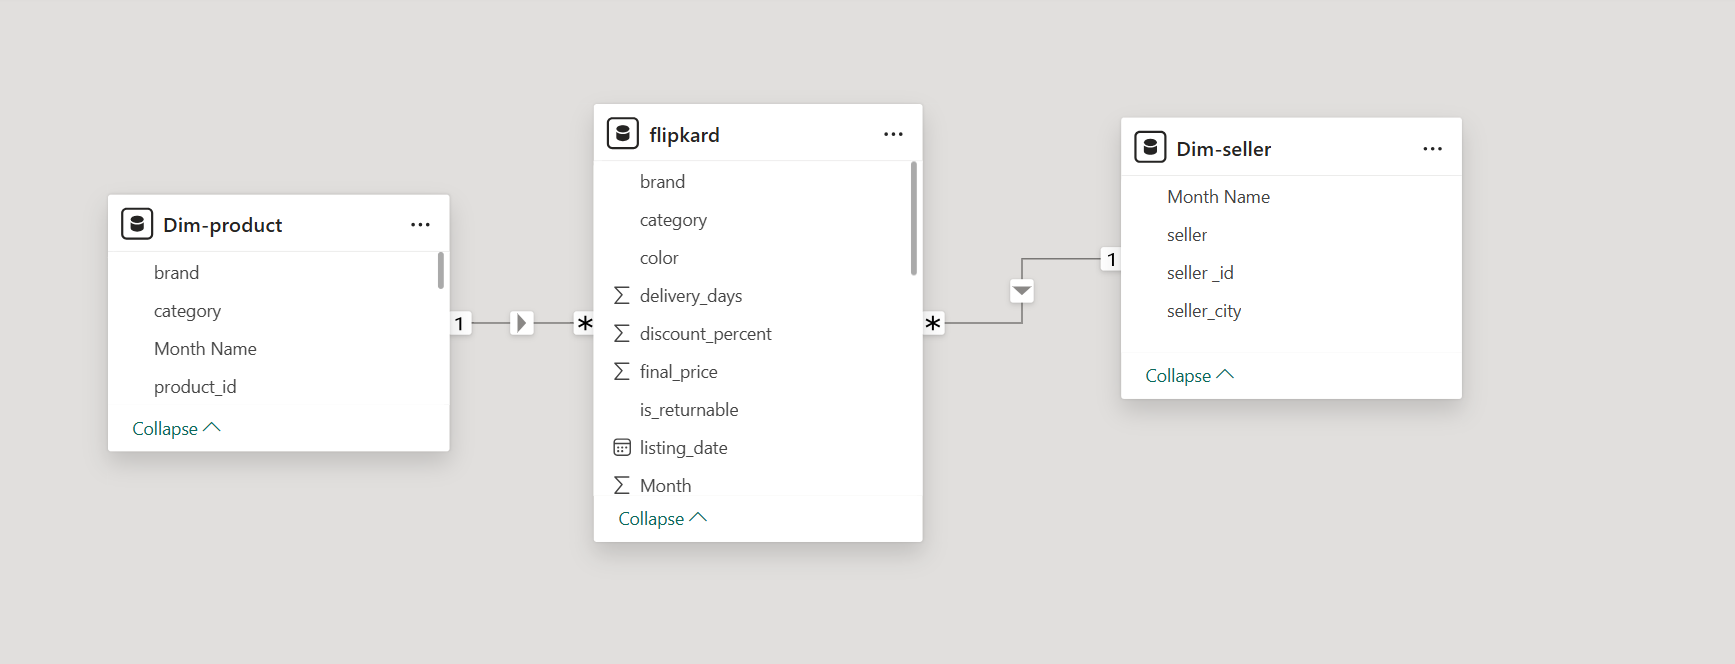 Dim-product
brand
category
Month Name
product_id
Collapse
1
*
flipkard
brand
category
color
delivery_days
discount_percent
final_price
is_returnable
listing_date
Month
Collapse
*
1
Dim-seller
Month Name
seller
seller _id
seller_city
Collapse